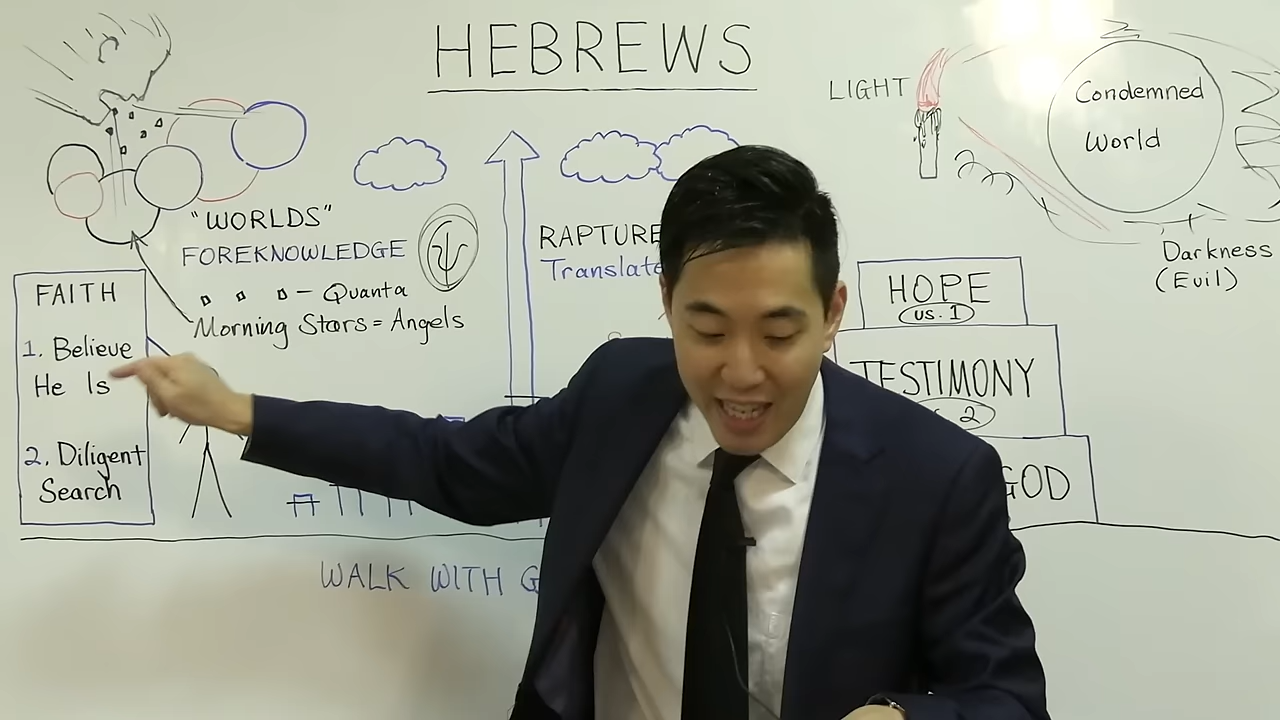 HEBREWS
LIGHT
Condemned
World
"WORLDS"
FOREKNOWLEDGE
ψ
- Quanta
Morning Stars = Angels
RAPTURE
Translate
Darkness
(Evil)
FAITH
1. Believe
He Is
2. Diligent
Search
HOPE
vs. 1
TESTIMONY
2
GOD
WALK WITH G